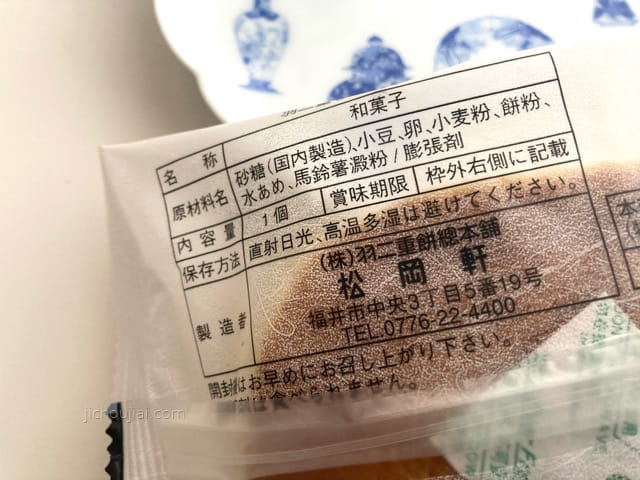 名称 和菓子
原材料名 砂糖(国内製造)、小豆、卵、小麦粉、餅粉、
水あめ、馬鈴薯澱粉/膨張剤
内容量 1個 賞味期限 枠外右側に記載
保存方法 直射日光、高温多湿は避けてください。
製造者 (株)羽二重餅總本舗
松岡軒
福井市中央3丁目5番19号
TEL.0776-22-4400
開封後はお早めにお召し上がり下さい。
jichoujiai.com